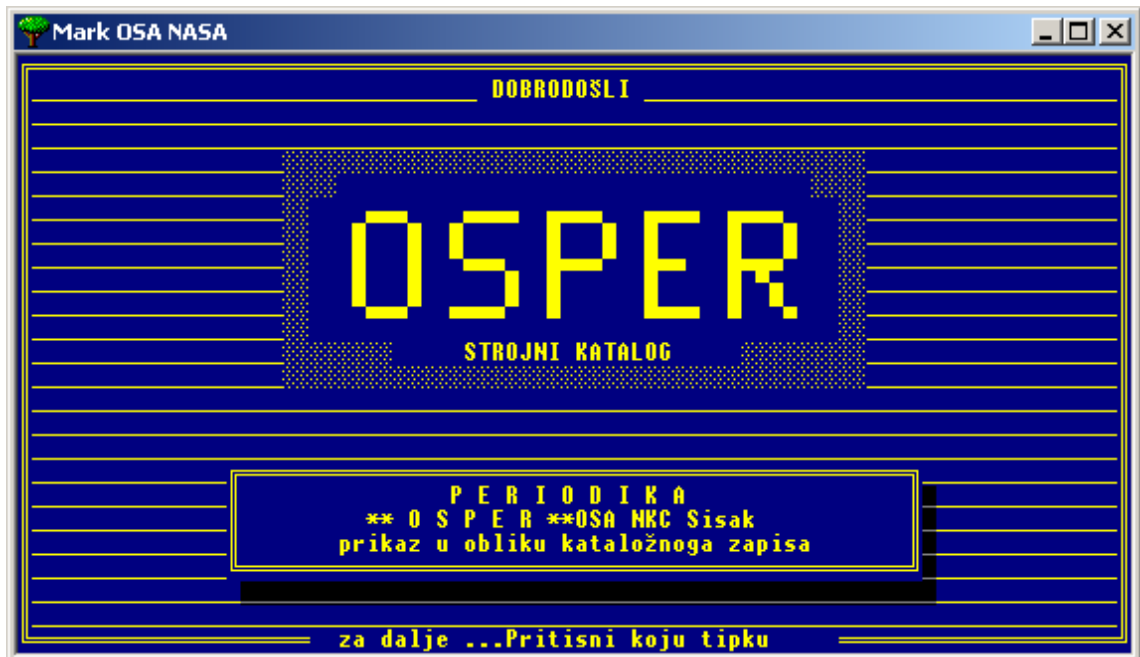 Mark OSA NASA
DOBRODOŠLI
OSPER
STROJNI KATALOG
P E R I O D I K A
** O S P E R **OSA NKC Sisak
prikaz u obliku kataložnoga zapisa
za dalje ...Pritisni koju tipku